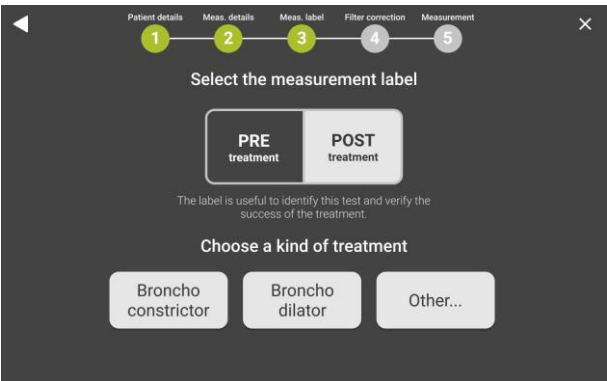 Patient details Meas. details Meas. label Filter correction Measurement
1 2 3 4 5
Select the measurement label
PRE POST
treatment treatment
The label is useful to identify this test and verify the
success of the treatment.
Choose a kind of treatment
Broncho Broncho
constrictor dilator Other...